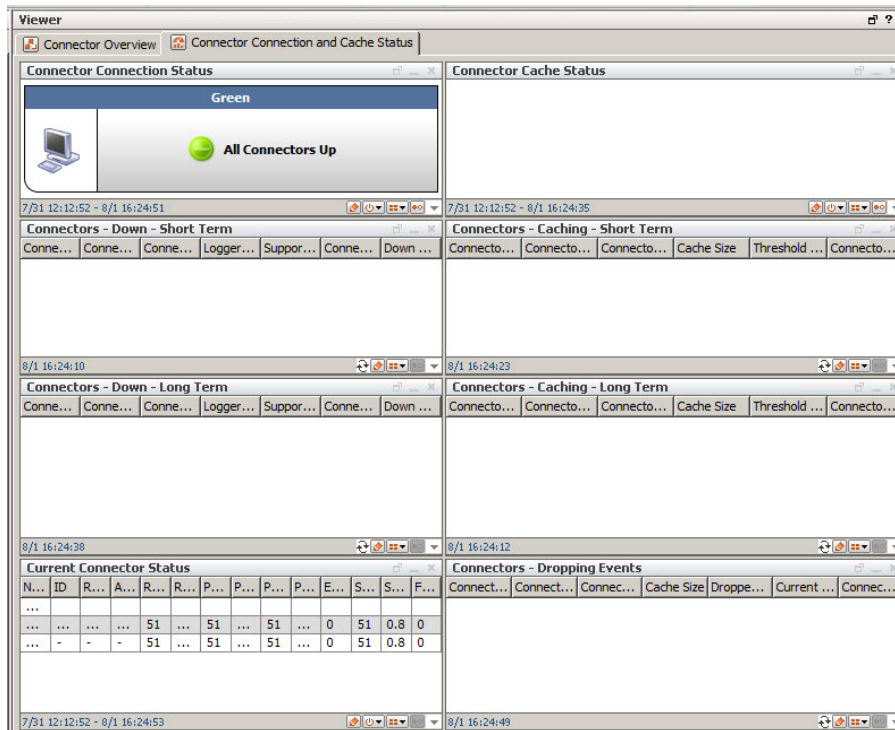 Viewer
Connector Overview Connector Connection and Cache Status
Connector Connection Status
Green
All Connectors Up
7/31 12:12:52 - 8/1 16:24:51
Connector Cache Status
7/31 12:12:52 - 8/1 16:24:35
Connectors - Down - Short Term
Conne... Conne... Conne... Logger... Suppor... Conne... Down ...
8/1 16:24:10
Connectors - Caching - Short Term
Connecto... Connecto... Connecto... Cache Size Threshold ... Connecto...
8/1 16:24:23
Connectors - Down - Long Term
Conne... Conne... Conne... Logger... Suppor... Conne... Down ...
8/1 16:24:38
Connectors - Caching - Long Term
Connecto... Connecto... Connecto... Cache Size Threshold ... Connecto...
8/1 16:24:12
Current Connector Status
N... ID R... A... R... R... P... P... P... P... E... S... S... F...
...
... ... ... ... 51 ... 51 ... 51 ... 0 51 0.8 0
... - - - 51 ... 51 ... 51 ... 0 51 0.8 0
7/31 12:12:52 - 8/1 16:24:53
Connectors - Dropping Events
Connect... Connect... Connec... Cache Size Droppe... Current ... Connec...
8/1 16:24:49